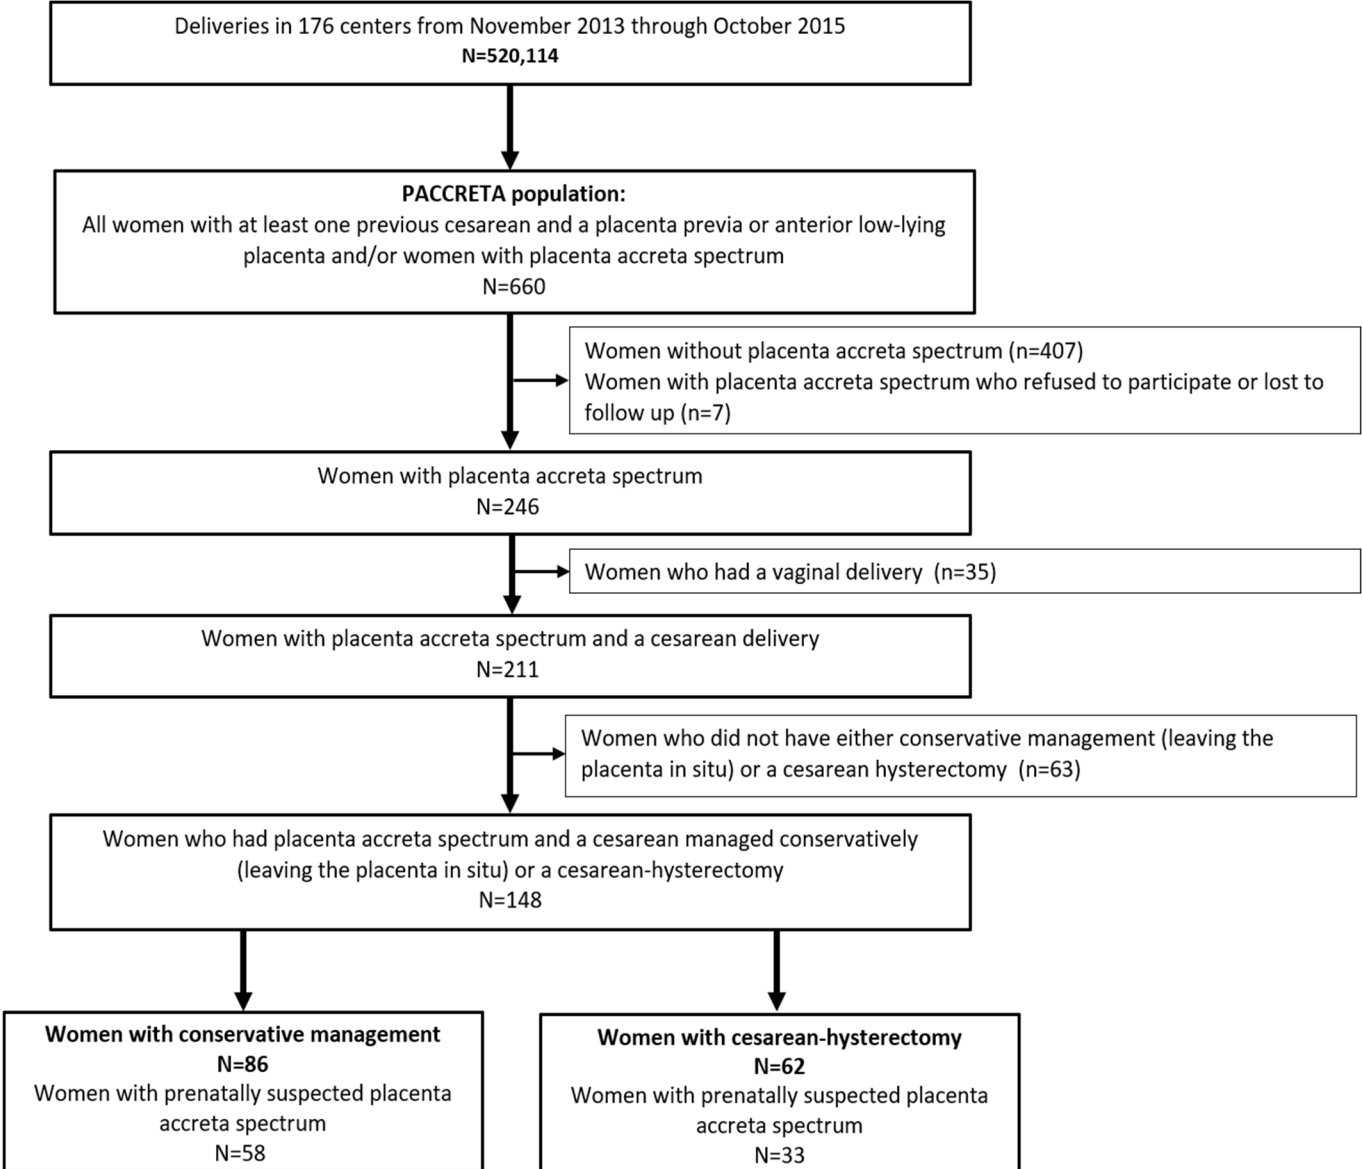 Deliveries in 176 centers from November 2013 through October 2015
N=520,114
PACCRETA population:
All women with at least one previous cesarean and a placenta previa or anterior low-lying
placenta and/or women with placenta accreta spectrum
N=660
Women without placenta accreta spectrum (n=407)
Women with placenta accreta spectrum who refused to participate or lost to
follow up (n=7)
Women with placenta accreta spectrum
N=246
Women who had a vaginal delivery  (n=35)
Women with placenta accreta spectrum and a cesarean delivery
N=211
Women who did not have either conservative management (leaving the
placenta in situ) or a cesarean hysterectomy  (n=63)
Women who had placenta accreta spectrum and a cesarean managed conservatively
(leaving the placenta in situ) or a cesarean-hysterectomy
N=148
Women with conservative management
N=86
Women with prenatally suspected placenta
accreta spectrum
N=58
Women with cesarean-hysterectomy
N=62
Women with prenatally suspected placenta
accreta spectrum
N=33